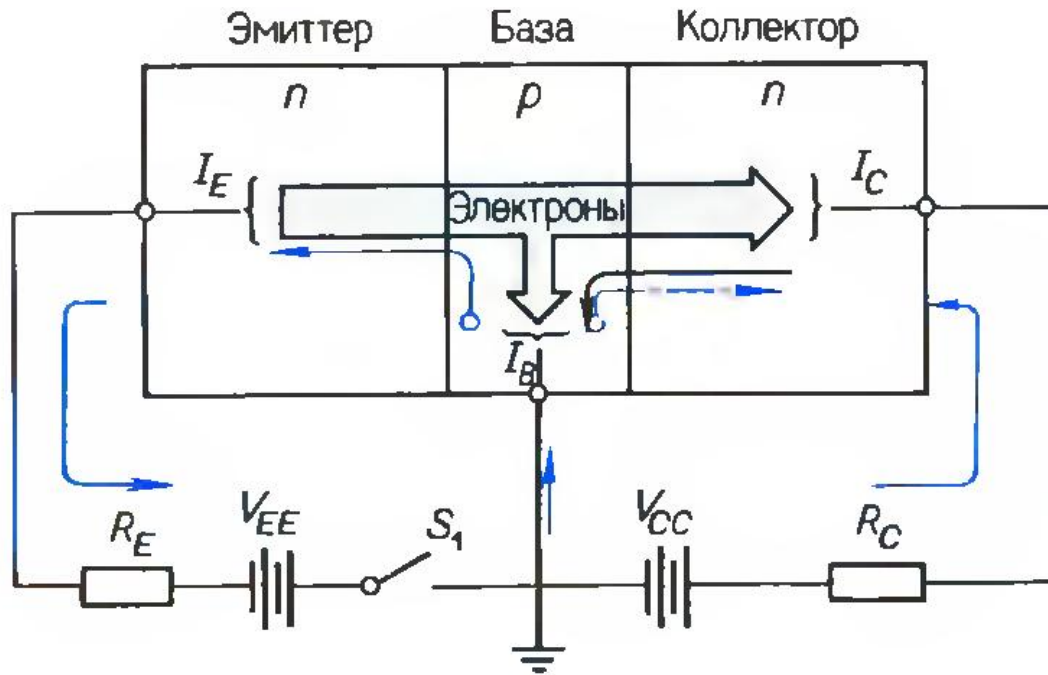 Эмиттер База Коллектор
n p n
I_E I_C
Электроны
I_B
R_E V_EE S_1 V_CC R_C